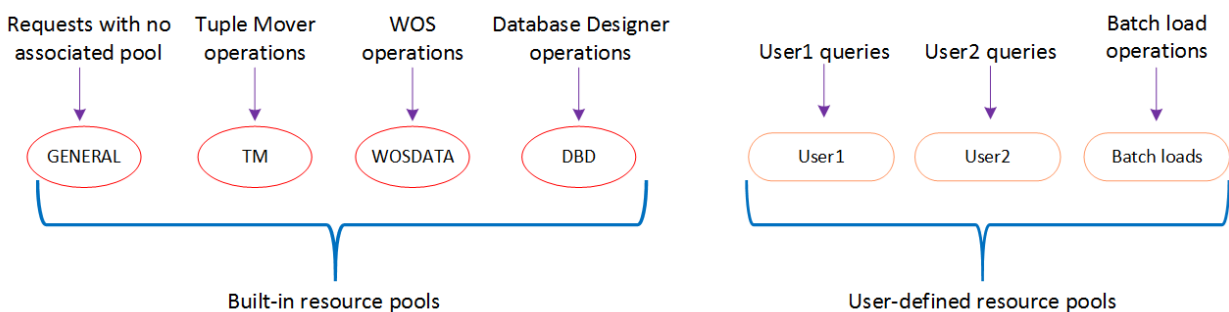 Requests with no
associated pool
Tuple Mover
operations
WOS
operations
Database Designer
operations
User1 queries
User2 queries
Batch load
operations
GENERAL
TM
WOSDATA
DBD
User1
User2
Batch loads
Built-in resource pools
User-defined resource pools